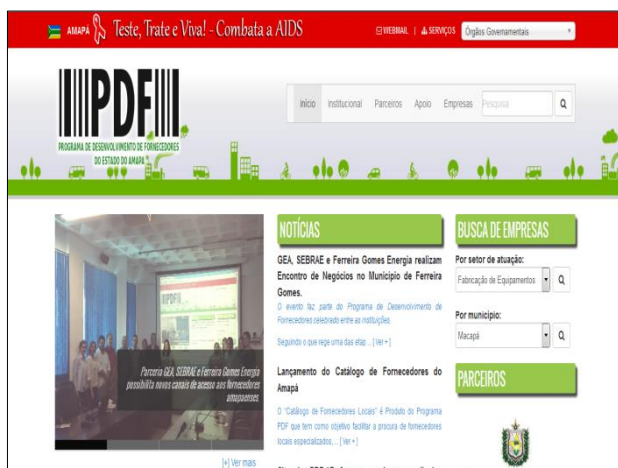 AMAPÁ Teste, Trate e Viva! - Combata a AIDS
WEBMAIL | SERVIÇOS Órgãos Governamentais
PDF
PROGRAMA DE DESENVOLVIMENTO DE FORNECEDORES
DO ESTADO DO AMAPÁ
Início Institucional Parceiros Apoio Empresas Pesquisa
Parceria GEA, SEBRAE e Ferreira Gomes Energia
possibilita novos canais de acesso aos fornecedores
amapaenses.
[+] Ver mais
NOTÍCIAS
GEA, SEBRAE e Ferreira Gomes Energia realizam
Encontro de Negócios no Município de Ferreira
Gomes.
O evento faz parte do Programa de Desenvolvimento de
Fornecedores celebrado entre as instituições.
Seguindo o que rege uma das etap ... [ Ver + ]
Lançamento do Catálogo de Fornecedores do
Amapá
O "Catálogo de Fornecedores Locais" é Produto do Programa
PDF que tem como objetivo facilitar a procura de fornecedores
locais especializados, ... [ Ver + ]
BUSCA DE EMPRESAS
Por setor de atuação:
Fabricação de Equipamentos
Por município:
Macapá
PARCEIROS